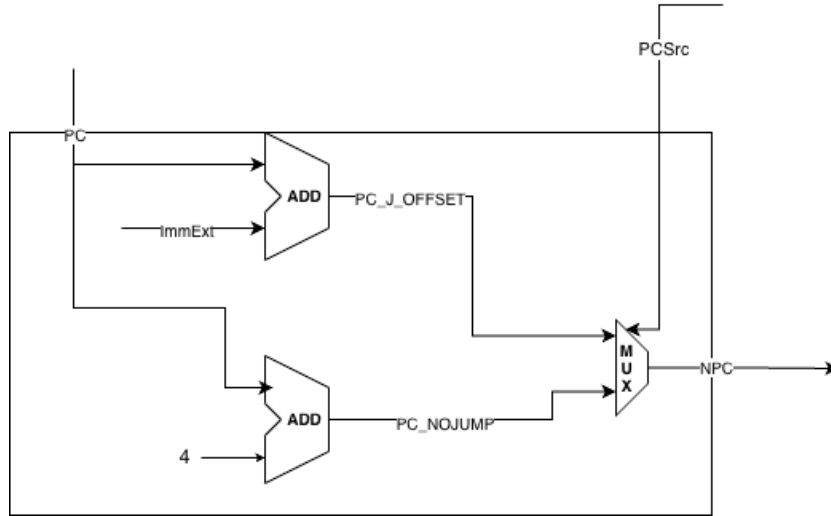 PCSrc
PC
ADD
PC_J_OFFSET
ImmExt
M
U
X
NPC
ADD
PC_NOJUMP
4